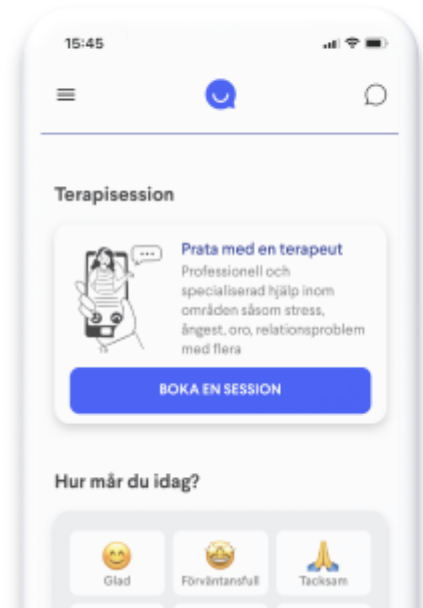 15:45
Terapisession
Prata med en terapeut
Professionell och
specialiserad hjälp inom
områden såsom stress,
ångest, oro, relationsproblem
med flera
BOKA EN SESSION
Hur mår du idag?
Glad
Förväntansfull
Tacksam